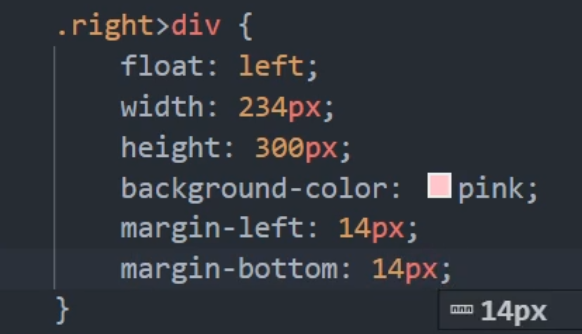 .right>div {
float: left;
width: 234px;
height: 300px;
background-color: pink;
margin-left: 14px;
margin-bottom: 14px;
}
14px